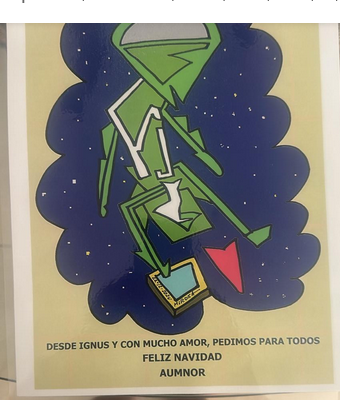 DESDE IGNUS Y CON MUCHO AMOR, PEDIMOS PARA TODOS
FELIZ NAVIDAD
AUMNOR